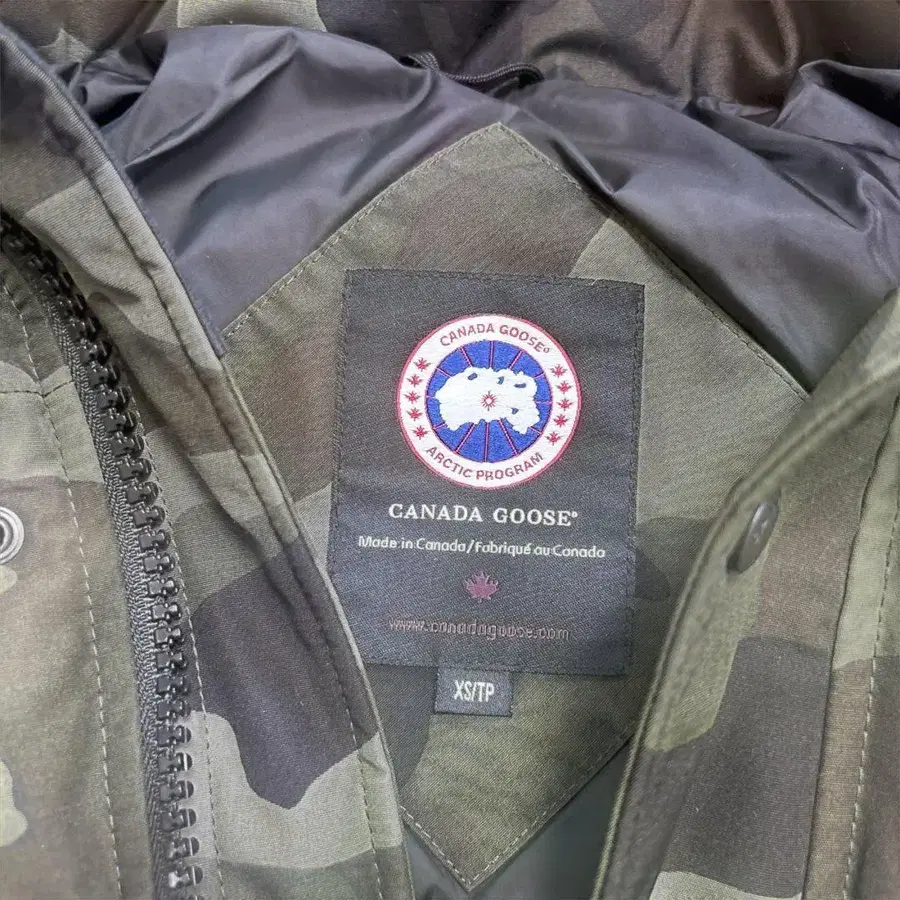 CANADA GOOSE®
ARCTIC PROGRAM
CANADA GOOSE®
Made in Canada/Fabriqué au Canada
www.canadagoose.com
XS/TP